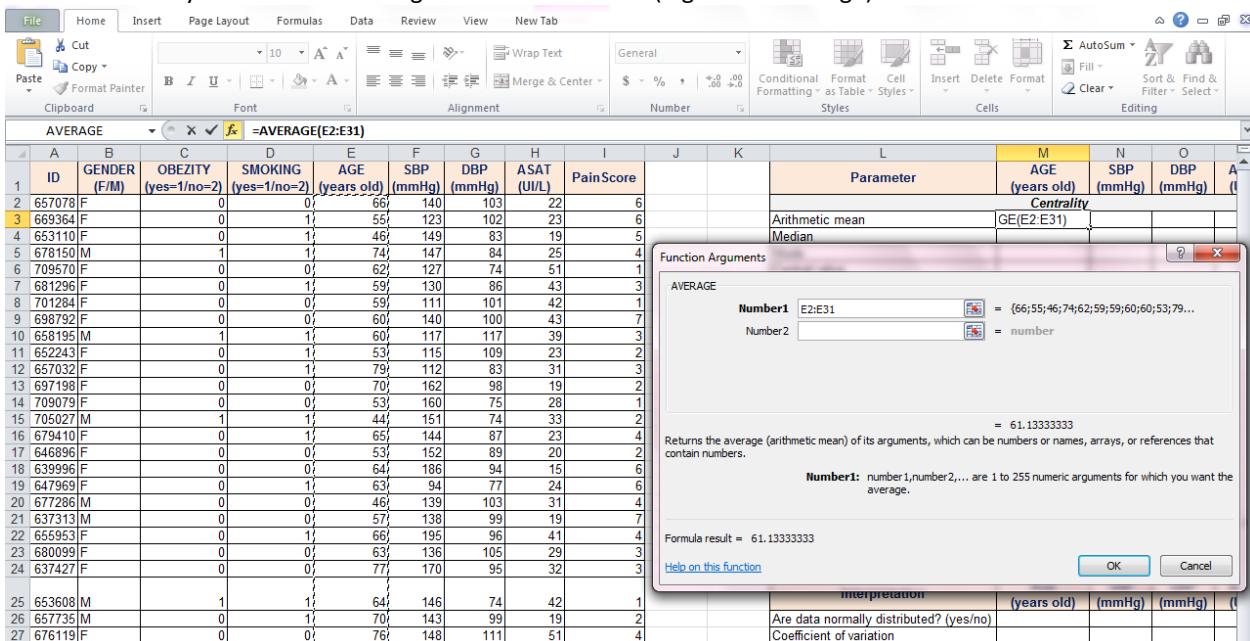 File Home Insert Page Layout Formulas Data Review View New Tab
Cut
Copy
Format Painter
Paste
10
Wrap Text
Merge & Center
General
Conditional Formatting
Format as Table
Cell Styles
Insert Delete Format
Σ AutoSum
Fill
Clear
Sort & Filter
Find & Select
Clipboard Font Alignment Number Styles Cells Editing
AVERAGE =AVERAGE(E2:E31)
A B C D E F G H I J K L M N O
1 ID GENDER (F/M) OBEZITY (yes=1/no=2) SMOKING (yes=1/no=2) AGE (years old) SBP (mmHg) DBP (mmHg) ASAT (UI/L) Pain Score Parameter AGE (years old) SBP (mmHg) DBP (mmHg)
2 657078 F 0 0 66 140 103 22 6 Centrality
3 669364 F 0 1 55 123 102 23 6 Arithmetic mean GE(E2:E31)
4 653110 F 0 1 46 149 83 19 5 Median
5 678150 M 1 1 74 147 84 25 4
6 709570 F 0 0 62 127 74 51 1
7 681296 F 0 1 59 130 86 43 3
8 701284 F 0 0 59 111 101 42 1
9 698792 F 0 0 60 140 100 43 7
10 658195 M 1 1 60 117 117 39 3
11 652243 F 0 1 53 115 109 23 2
12 657032 F 0 1 79 112 83 31 3
13 697198 F 0 0 70 162 98 19 2
14 709079 F 0 0 53 160 75 28 1
15 705027 M 1 1 44 151 74 33 2
16 679410 F 0 1 65 144 87 23 4
17 646896 F 0 0 53 152 89 20 2
18 639996 F 0 0 64 186 94 15 6
19 647969 F 0 1 63 94 77 24 6
20 677286 M 0 0 46 139 103 31 4
21 637313 M 0 0 57 138 99 19 7
22 655953 F 0 1 66 195 96 41 4
23 680099 F 0 0 63 136 105 29 3
24 637427 F 0 0 77 170 95 32 3
25 653608 M 1 1 64 146 74 42 1 Interpretation (years old) (mmHg) (mmHg)
26 657735 M 0 1 70 143 99 19 2 Are data normally distributed? (yes/no)
27 676119 F 0 0 76 148 111 51 4 Coefficient of variation
Function Arguments
AVERAGE
Number1 E2:E31 = {66;55;46;74;62;59;59;60;60;53;79...
Number2 = number
= 61.13333333
Returns the average (arithmetic mean) of its arguments, which can be numbers or names, arrays, or references that
contain numbers.
Number1: number1,number2,... are 1 to 255 numeric arguments for which you want the
average.
Formula result = 61.13333333
Help on this function
OK Cancel